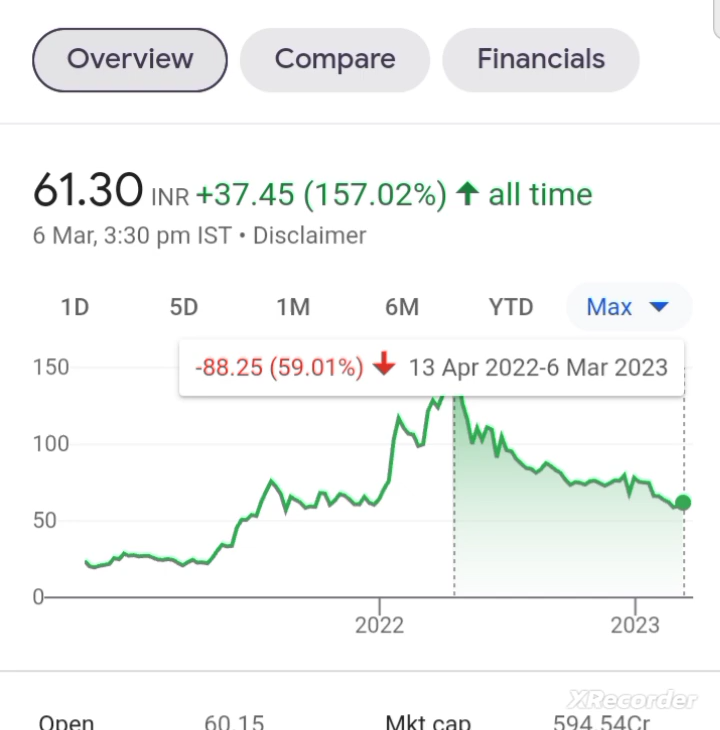 Overview Compare Financials
61.30 INR +37.45 (157.02%) ↑ all time
6 Mar, 3:30 pm IST • Disclaimer
1D 5D 1M 6M YTD Max
150
-88.25 (59.01%) ↓ 13 Apr 2022-6 Mar 2023
100
50
0
2022 2023
XRecorder
Open 60.15 Mkt cap 594.54Cr